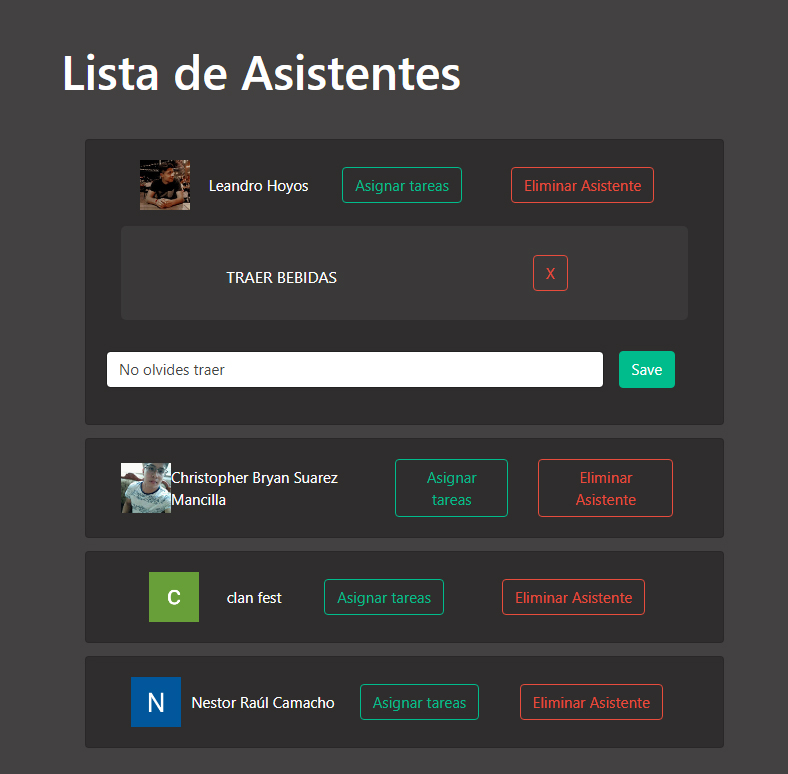 Lista de Asistentes
Leandro Hoyos Asignar tareas Eliminar Asistente
TRAER BEBIDAS X
No olvides traer Save
Christopher Bryan Suarez
Mancilla
Asignar
tareas
Eliminar
Asistente
C clan fest Asignar tareas Eliminar Asistente
N Nestor Raúl Camacho Asignar tareas Eliminar Asistente